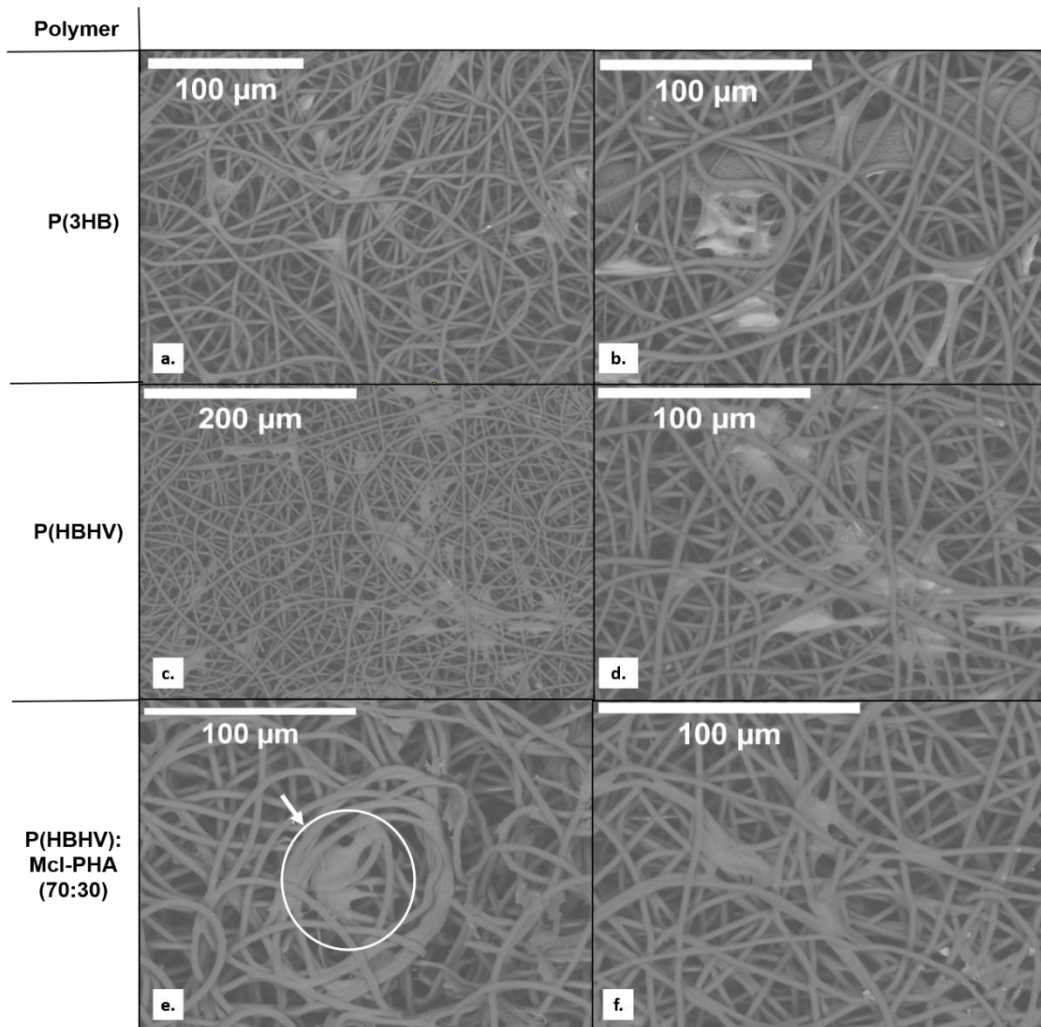 Polymer
P(3HB)
100 µm
a.
100 µm
b.
P(HBHV)
200 µm
c.
100 µm
d.
P(HBHV):
Mcl-PHA
(70:30)
100 µm
e.
100 µm
f.